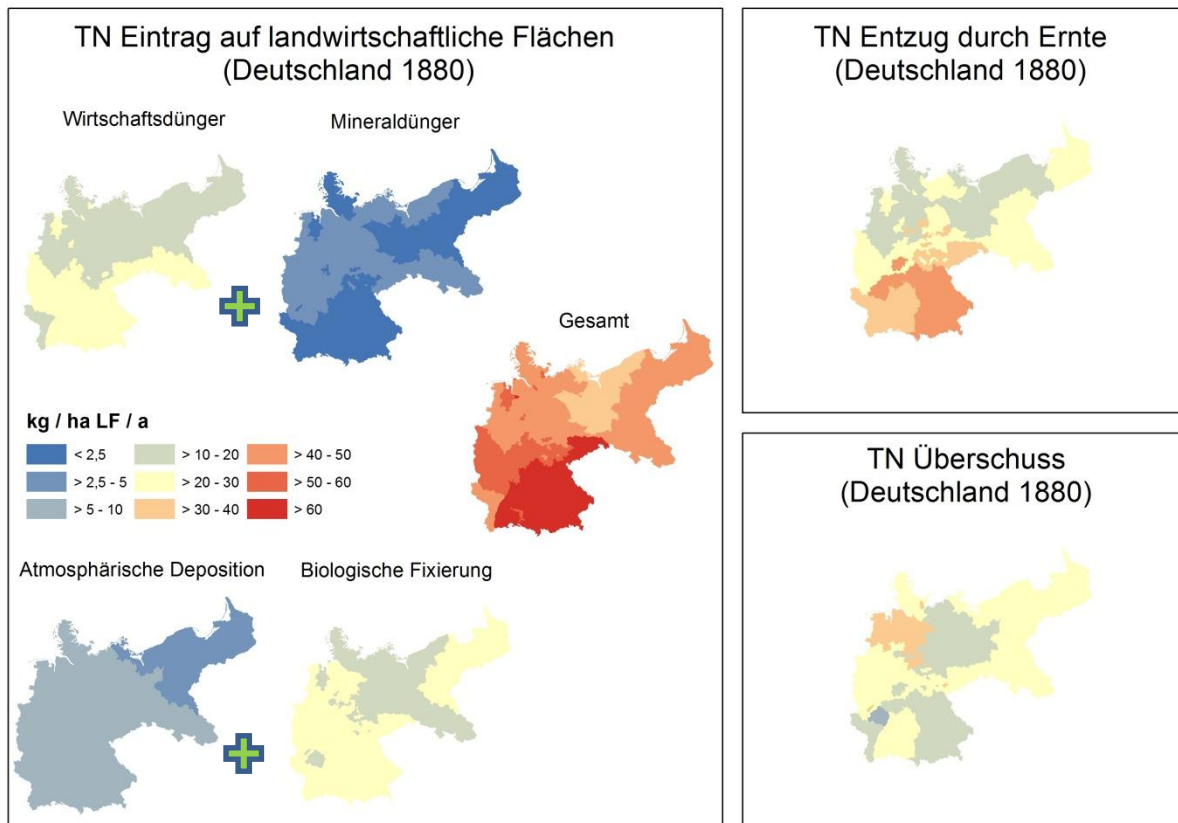 TN Eintrag auf landwirtschaftliche Flächen
(Deutschland 1880)
Wirtschaftsdünger
Mineraldünger
Gesamt
kg / ha LF / a
< 2,5
> 10 - 20
> 40 - 50
> 2,5 - 5
> 20 - 30
> 50 - 60
> 5 - 10
> 30 - 40
> 60
Atmosphärische Deposition
Biologische Fixierung
TN Entzug durch Ernte
(Deutschland 1880)
TN Überschuss
(Deutschland 1880)